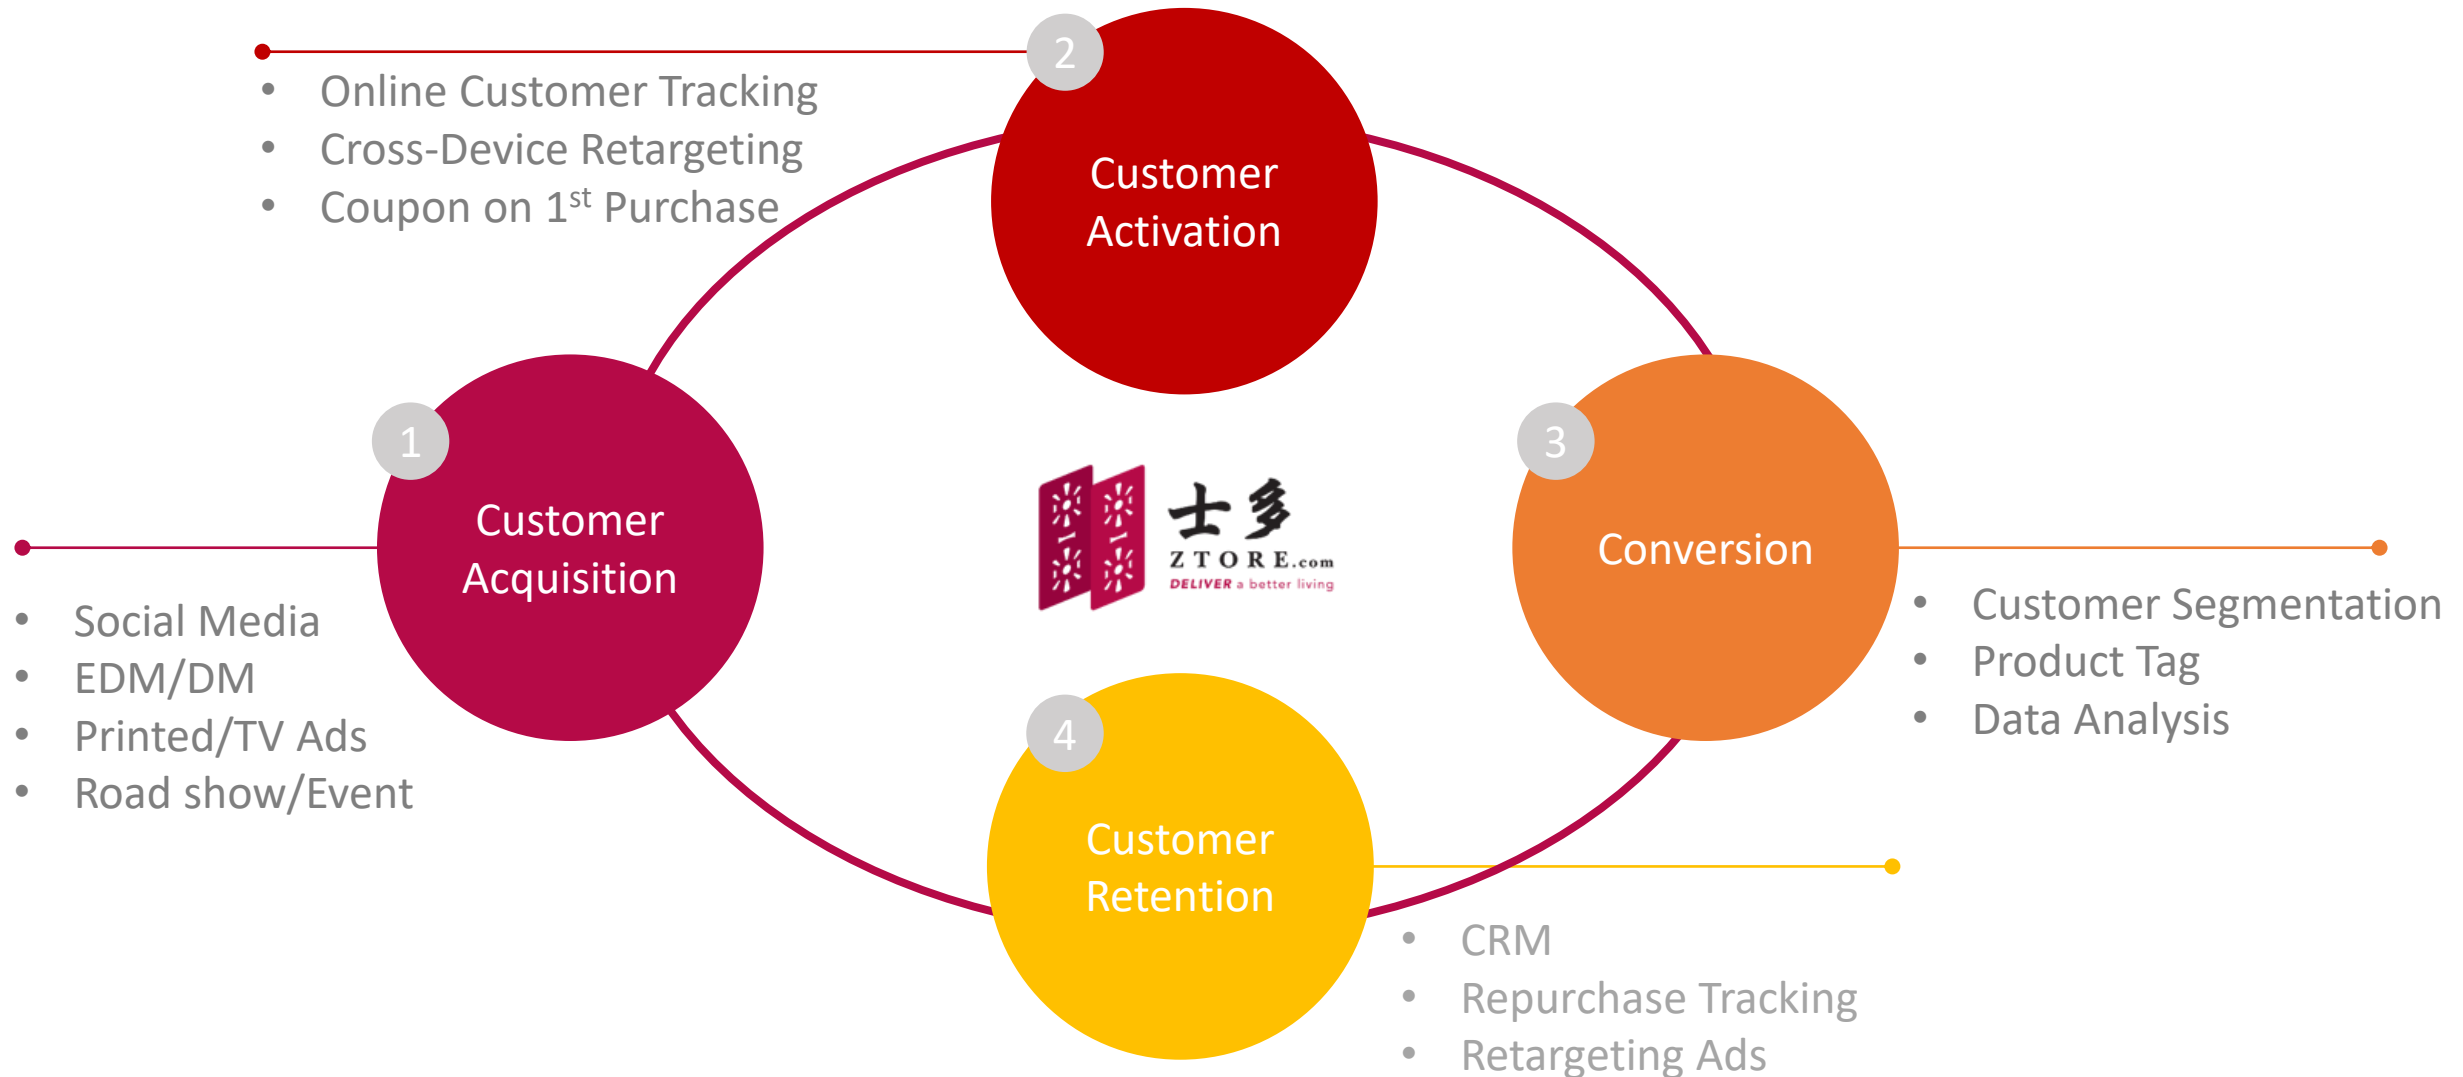 2
• Online Customer Tracking
• Cross-Device Retargeting
• Coupon on 1st Purchase
Customer
Activation
1
Customer
Acquisition
• Social Media
• EDM/DM
• Printed/TV Ads
• Road show/Event
士多
ZTORE.com
DELIVER a better living
3
Conversion
• Customer Segmentation
• Product Tag
• Data Analysis
4
Customer
Retention
• CRM
• Repurchase Tracking
• Retargeting Ads